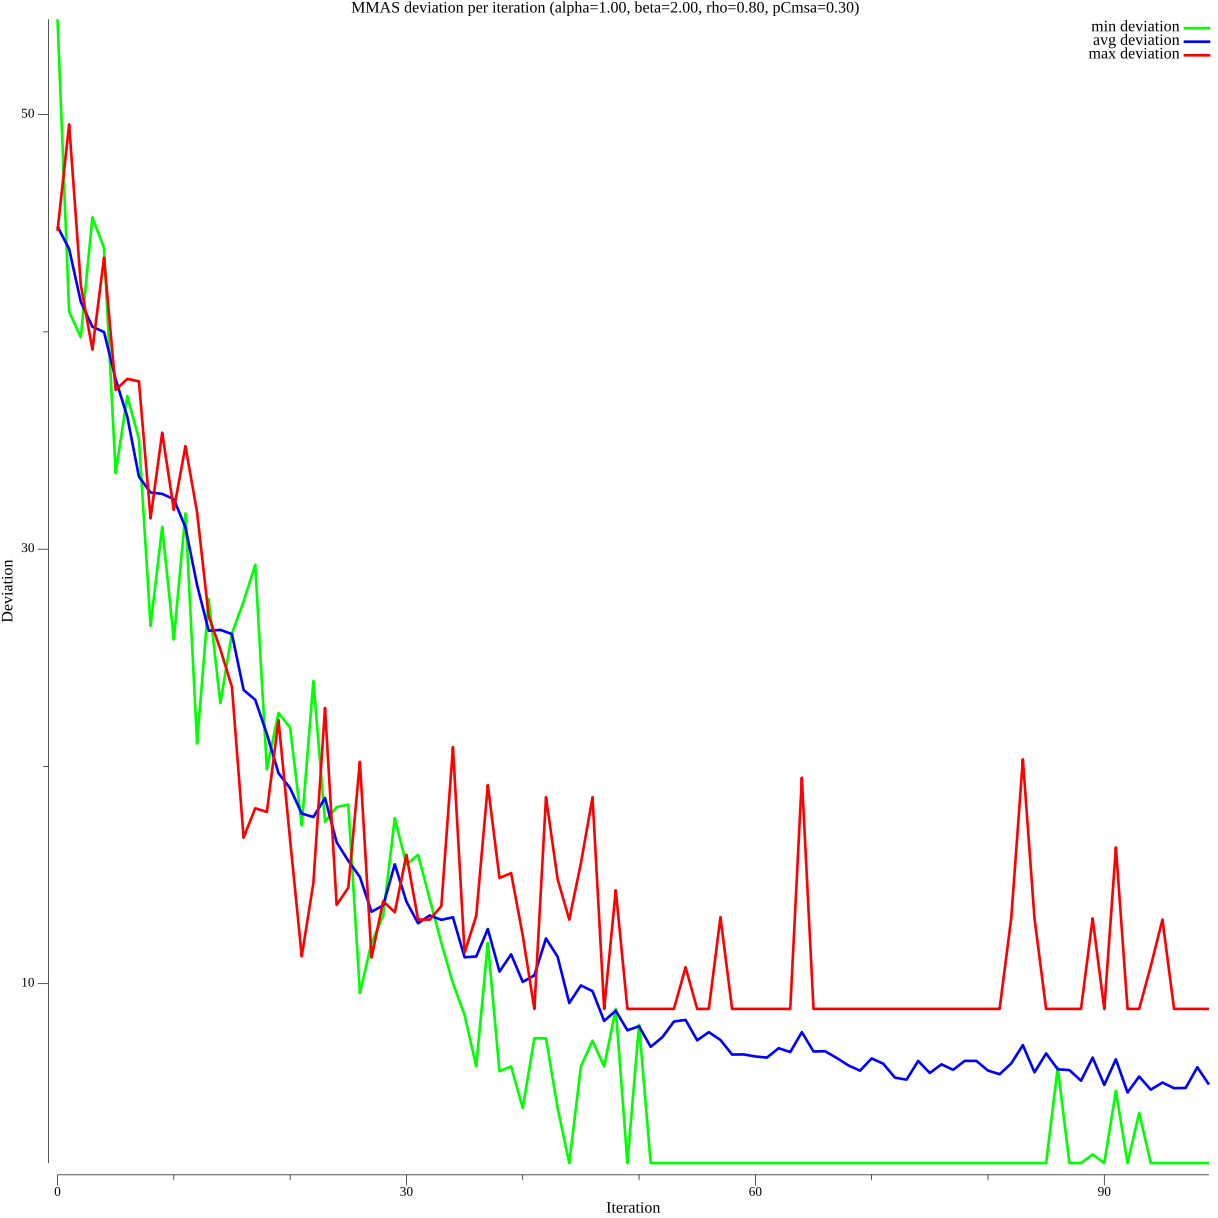 MMAS deviation per iteration (alpha=1.00, beta=2.00, rho=0.80, pCmsa=0.30)
min deviation
avg deviation
max deviation
50
30
10
Deviation
0
30
60
90
Iteration